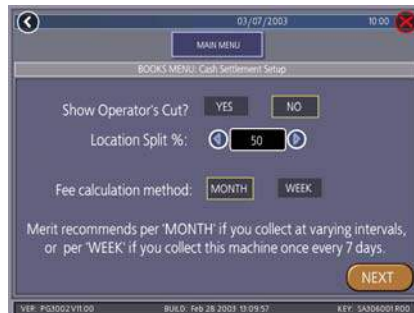 03/07/2003 10:00
MAIN MENU
BOOKS MENU: Cash Settlement Setup
Show Operator's Cut? YES NO
Location Split %: 50
Fee calculation method: MONTH WEEK
Merit recommends per 'MONTH' if you collect at varying intervals,
or per 'WEEK' if you collect this machine once every 7 days.
NEXT
VER: PG3002V11.00 BUILD: Feb 28 2003 13:09:57 KEY: SA306001 R00